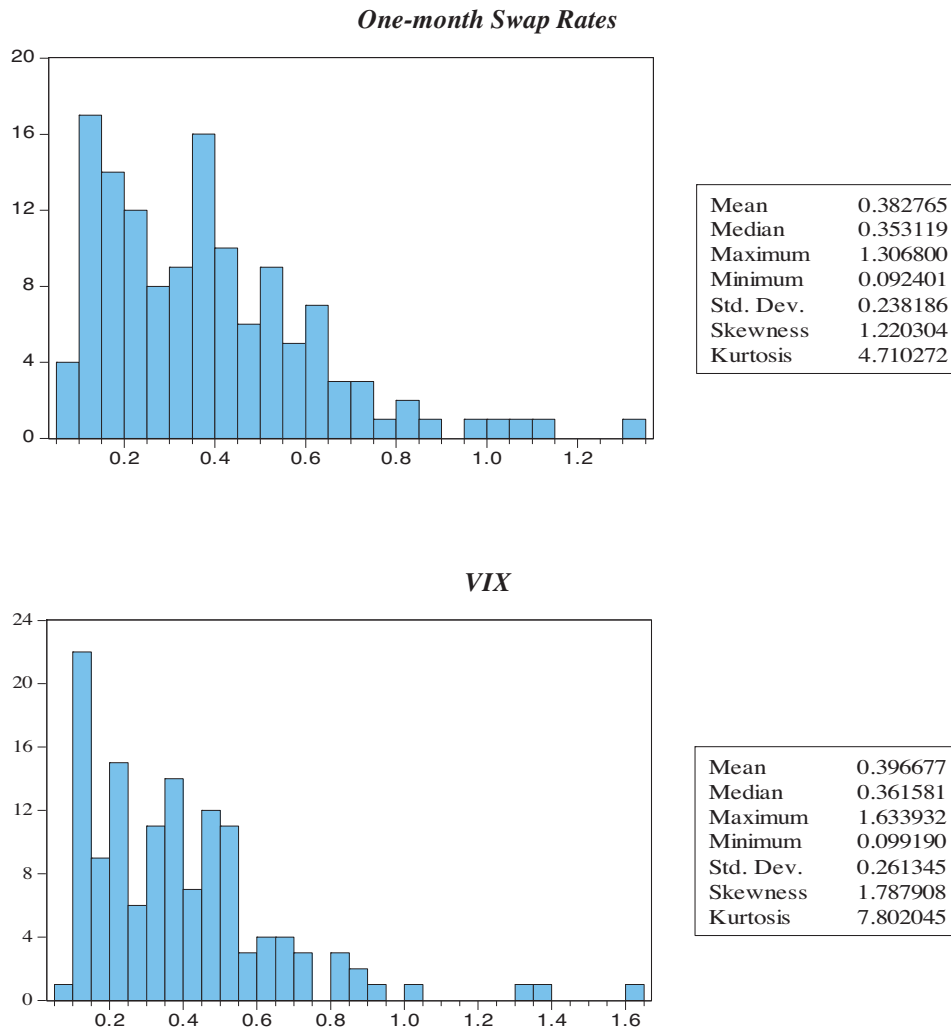 One-month Swap Rates
20
16
12
8
4
0
0.2 0.4 0.6 0.8 1.0 1.2
Mean 0.382765
Median 0.353119
Maximum 1.306800
Minimum 0.092401
Std. Dev. 0.238186
Skewness 1.220304
Kurtosis 4.710272
VIX
24
20
16
12
8
4
0
0.2 0.4 0.6 0.8 1.0 1.2 1.4 1.6
Mean 0.396677
Median 0.361581
Maximum 1.633932
Minimum 0.099190
Std. Dev. 0.261345
Skewness 1.787908
Kurtosis 7.802045